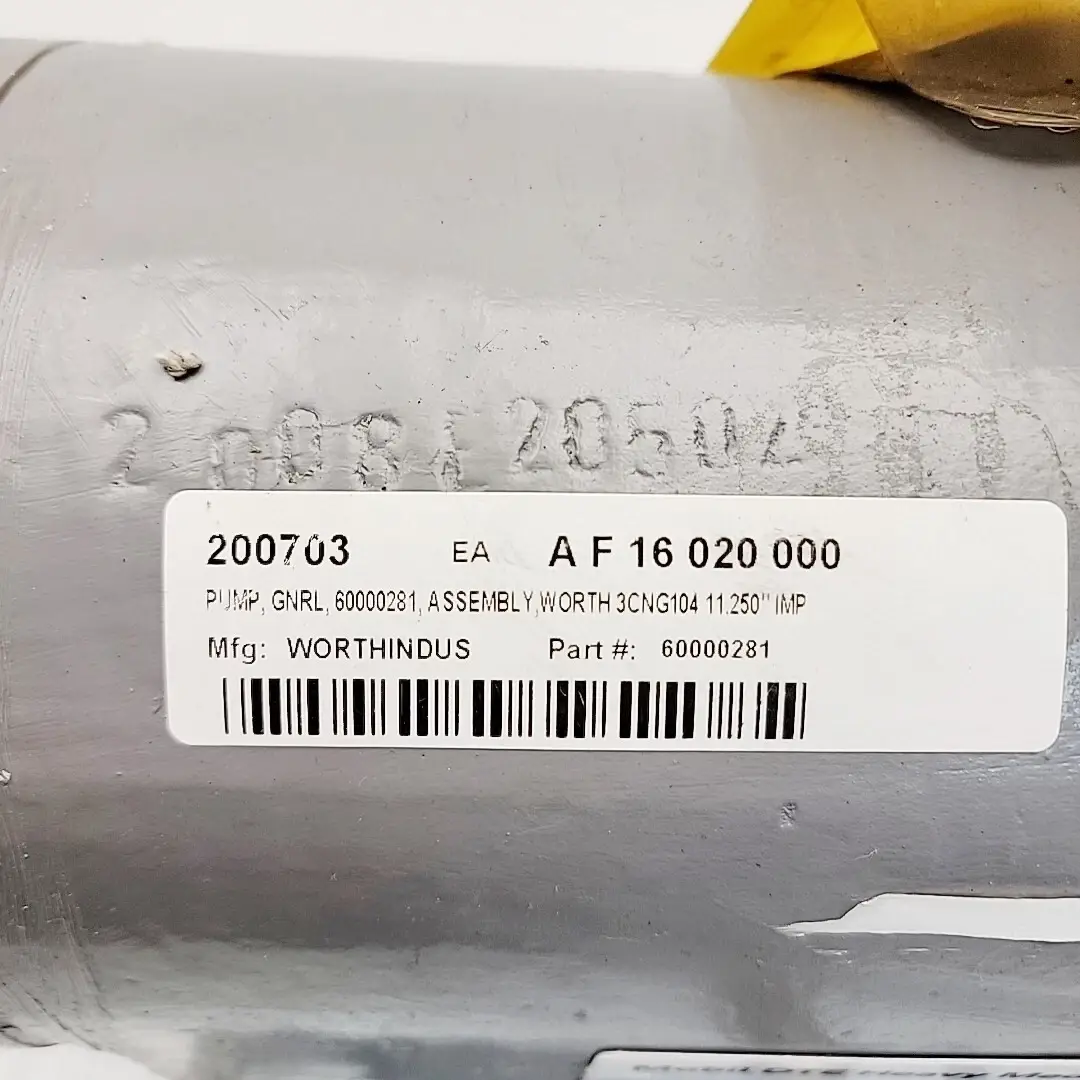 200703 EA A F 16 020 000
PUMP, GNRL, 60000281, ASSEMBLY,WORTH 3CNG104 11.250" IMP
Mfg: WORTHINDUS Part #: 60000281